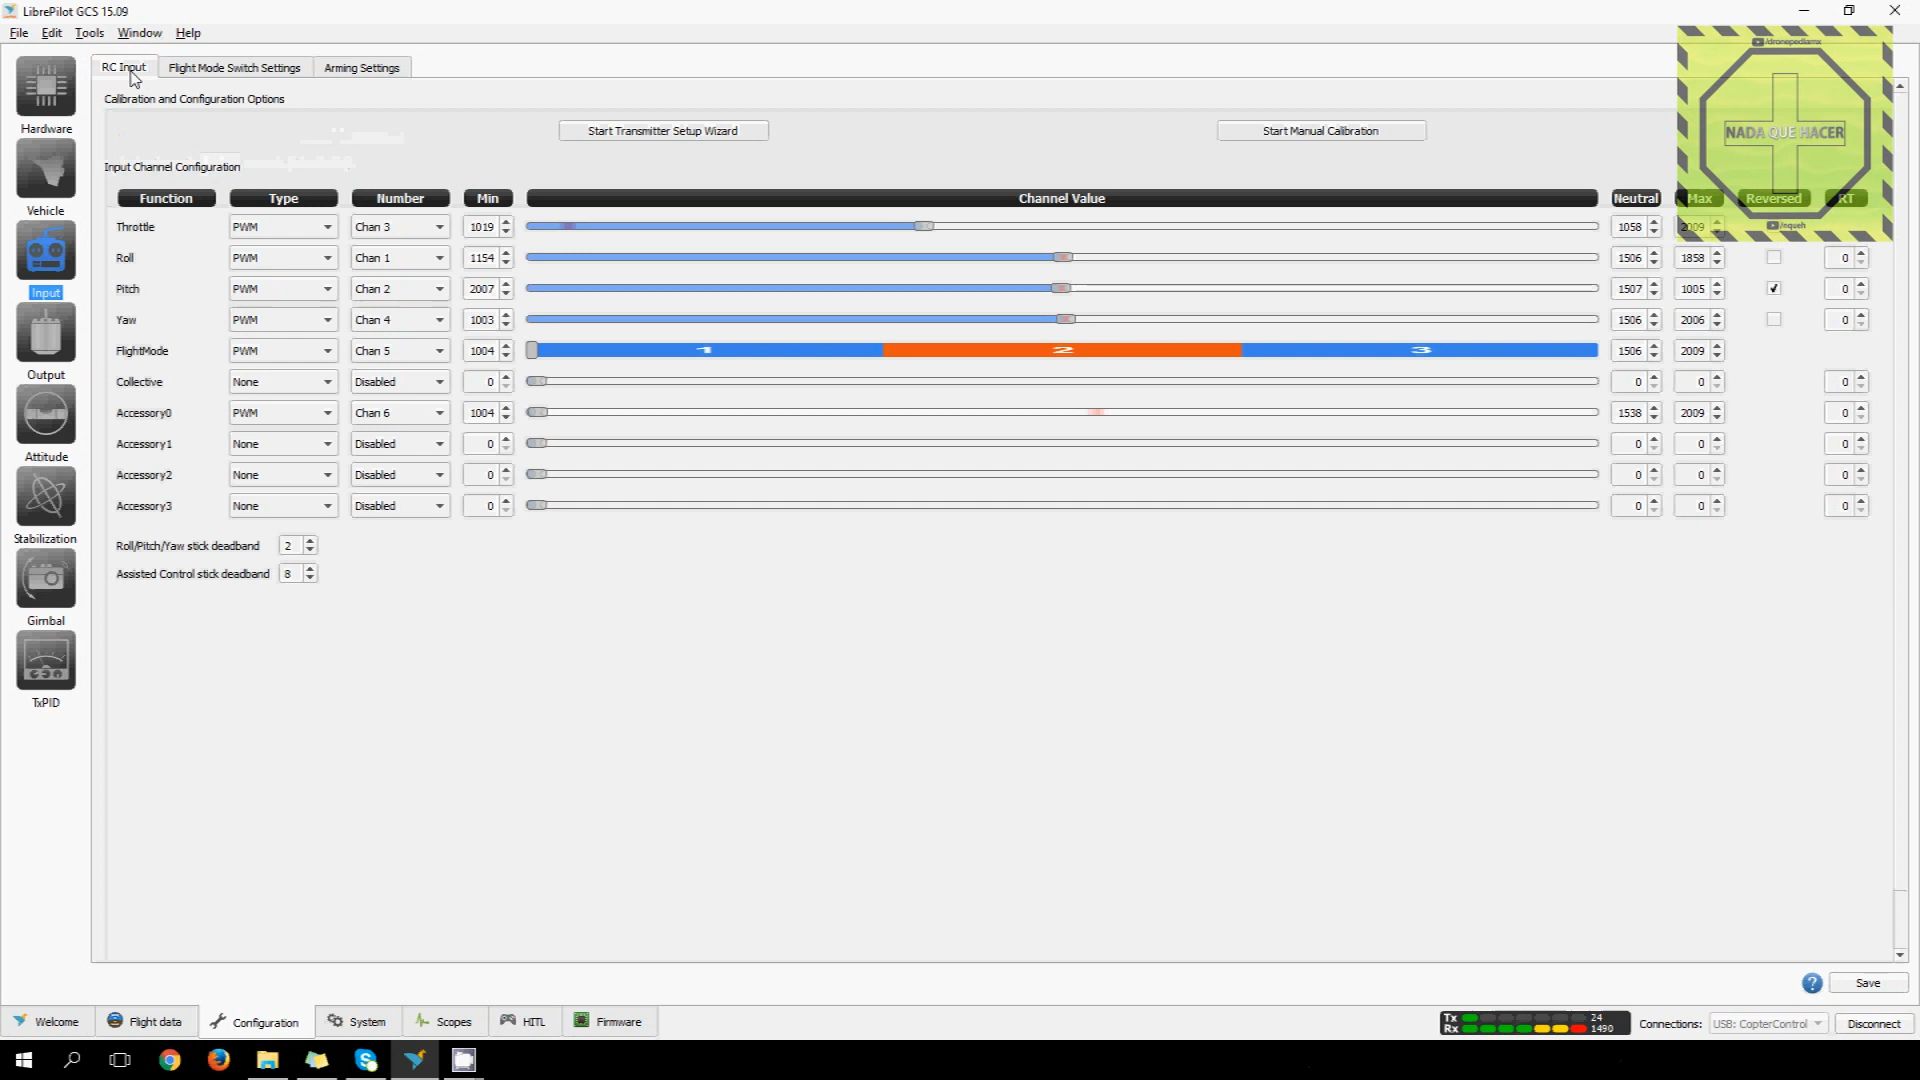 LibrePilot GCS 15.09
File Edit Tools Window Help
/dronepediamx
RC Input Flight Mode Switch Settings Arming Settings
Calibration and Configuration Options
Start Transmitter Setup Wizard Start Manual Calibration
NADA QUE HACER
Input Channel Configuration
Function Type Number Min Channel Value Neutral Max Reversed RT
Throttle PWM Chan 3 1019 1058 2009
/nqueh
Roll PWM Chan 1 1154 1506 1858 0
Pitch PWM Chan 2 2007 1507 1005 0
Yaw PWM Chan 4 1003 1506 2006 0
FlightMode PWM Chan 5 1004 1 2 3 1506 2009
Collective None Disabled 0 0 0 0
Accessory0 PWM Chan 6 1004 1538 2009 0
Accessory1 None Disabled 0 0 0 0
Accessory2 None Disabled 0 0 0 0
Accessory3 None Disabled 0 0 0 0
Roll/Pitch/Yaw stick deadband 2
Assisted Control stick deadband 8
Hardware
Vehicle
Input
Output
Attitude
Stabilization
Gimbal
TxPID
? Save
Welcome Flight data Configuration System Scopes HITL Firmware
Tx 24
Rx 1490
Connections: USB: CopterControl Disconnect